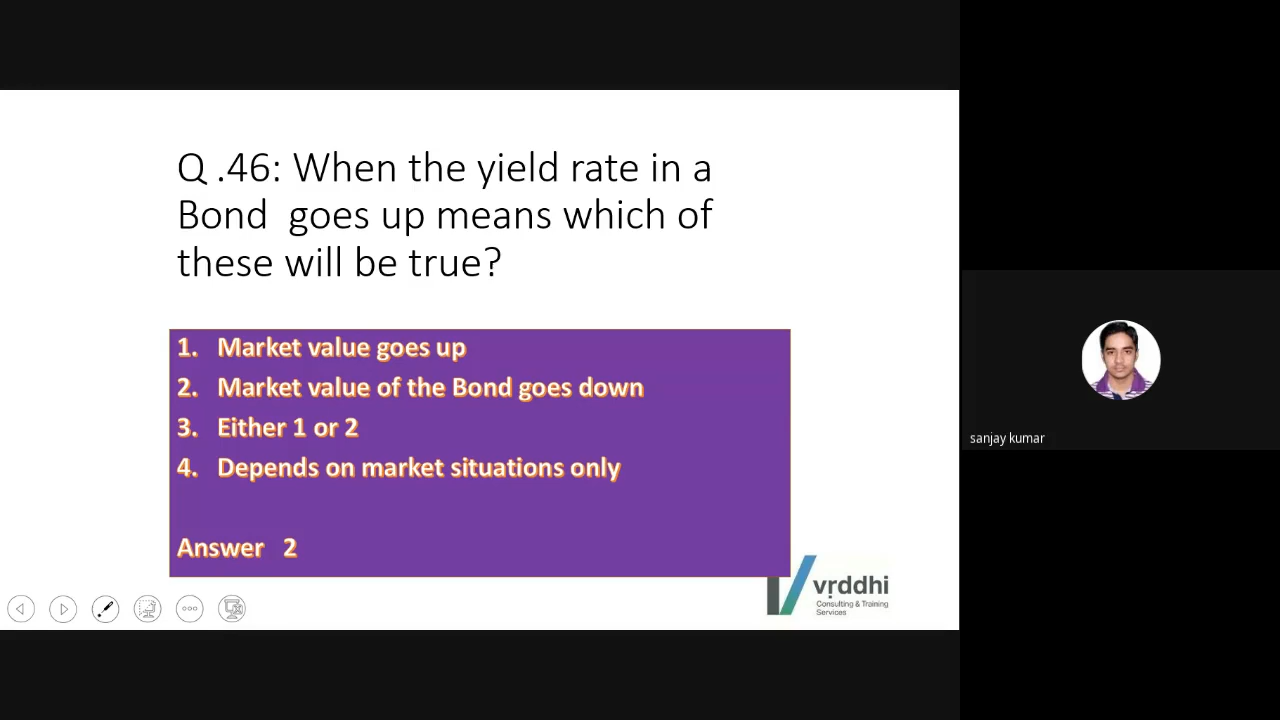 Q .46: When the yield rate in a
Bond  goes up means which of
these will be true?
1. Market value goes up
2. Market value of the Bond goes down
3. Either 1 or 2
4. Depends on market situations only
Answer 2
vṛddhi
Consulting & Training
Services
sanjay kumar